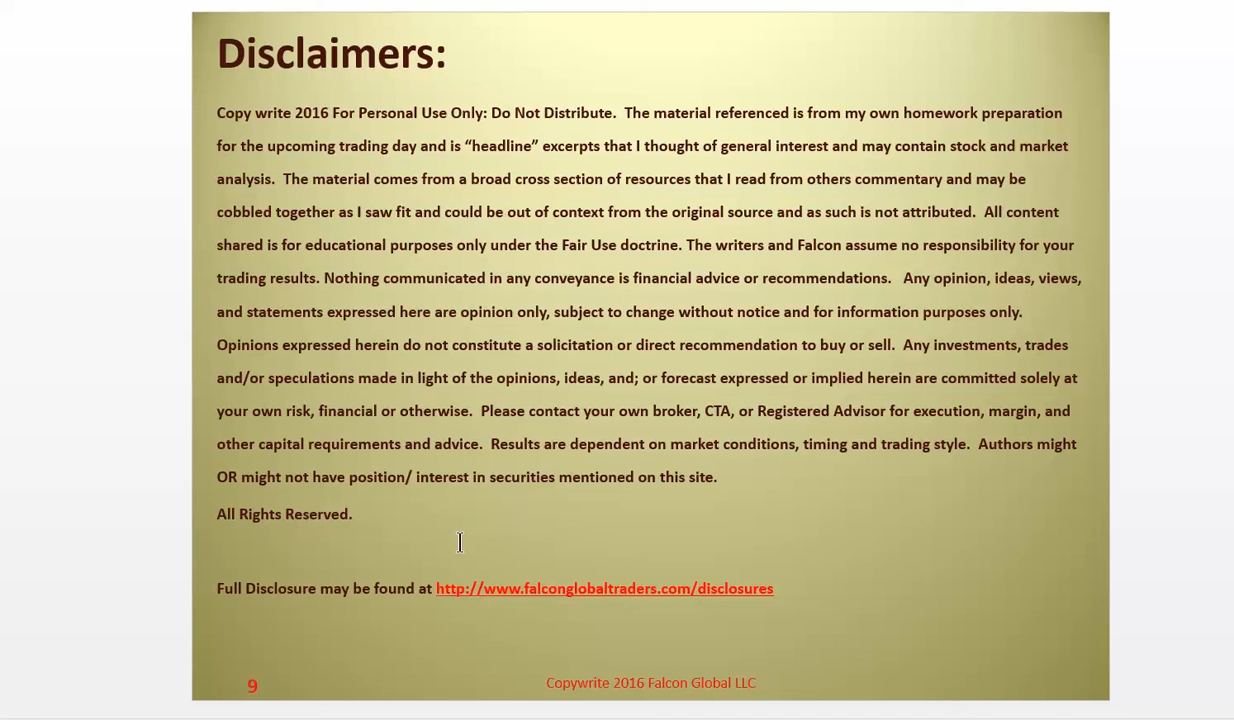 Disclaimers:
Copy write 2016 For Personal Use Only: Do Not Distribute.  The material referenced is from my own homework preparation
for the upcoming trading day and is “headline” excerpts that I thought of general interest and may contain stock and market
analysis.  The material comes from a broad cross section of resources that I read from others commentary and may be
cobbled together as I saw fit and could be out of context from the original source and as such is not attributed.  All content
shared is for educational purposes only under the Fair Use doctrine. The writers and Falcon assume no responsibility for your
trading results. Nothing communicated in any conveyance is financial advice or recommendations.   Any opinion, ideas, views,
and statements expressed here are opinion only, subject to change without notice and for information purposes only.
Opinions expressed herein do not constitute a solicitation or direct recommendation to buy or sell.  Any investments, trades
and/or speculations made in light of the opinions, ideas, and; or forecast expressed or implied herein are committed solely at
your own risk, financial or otherwise.  Please contact your own broker, CTA, or Registered Advisor for execution, margin, and
other capital requirements and advice.  Results are dependent on market conditions, timing and trading style.  Authors might
OR might not have position/ interest in securities mentioned on this site.
All Rights Reserved.
Full Disclosure may be found at http://www.falconglobaltraders.com/disclosures
9
Copywrite 2016 Falcon Global LLC